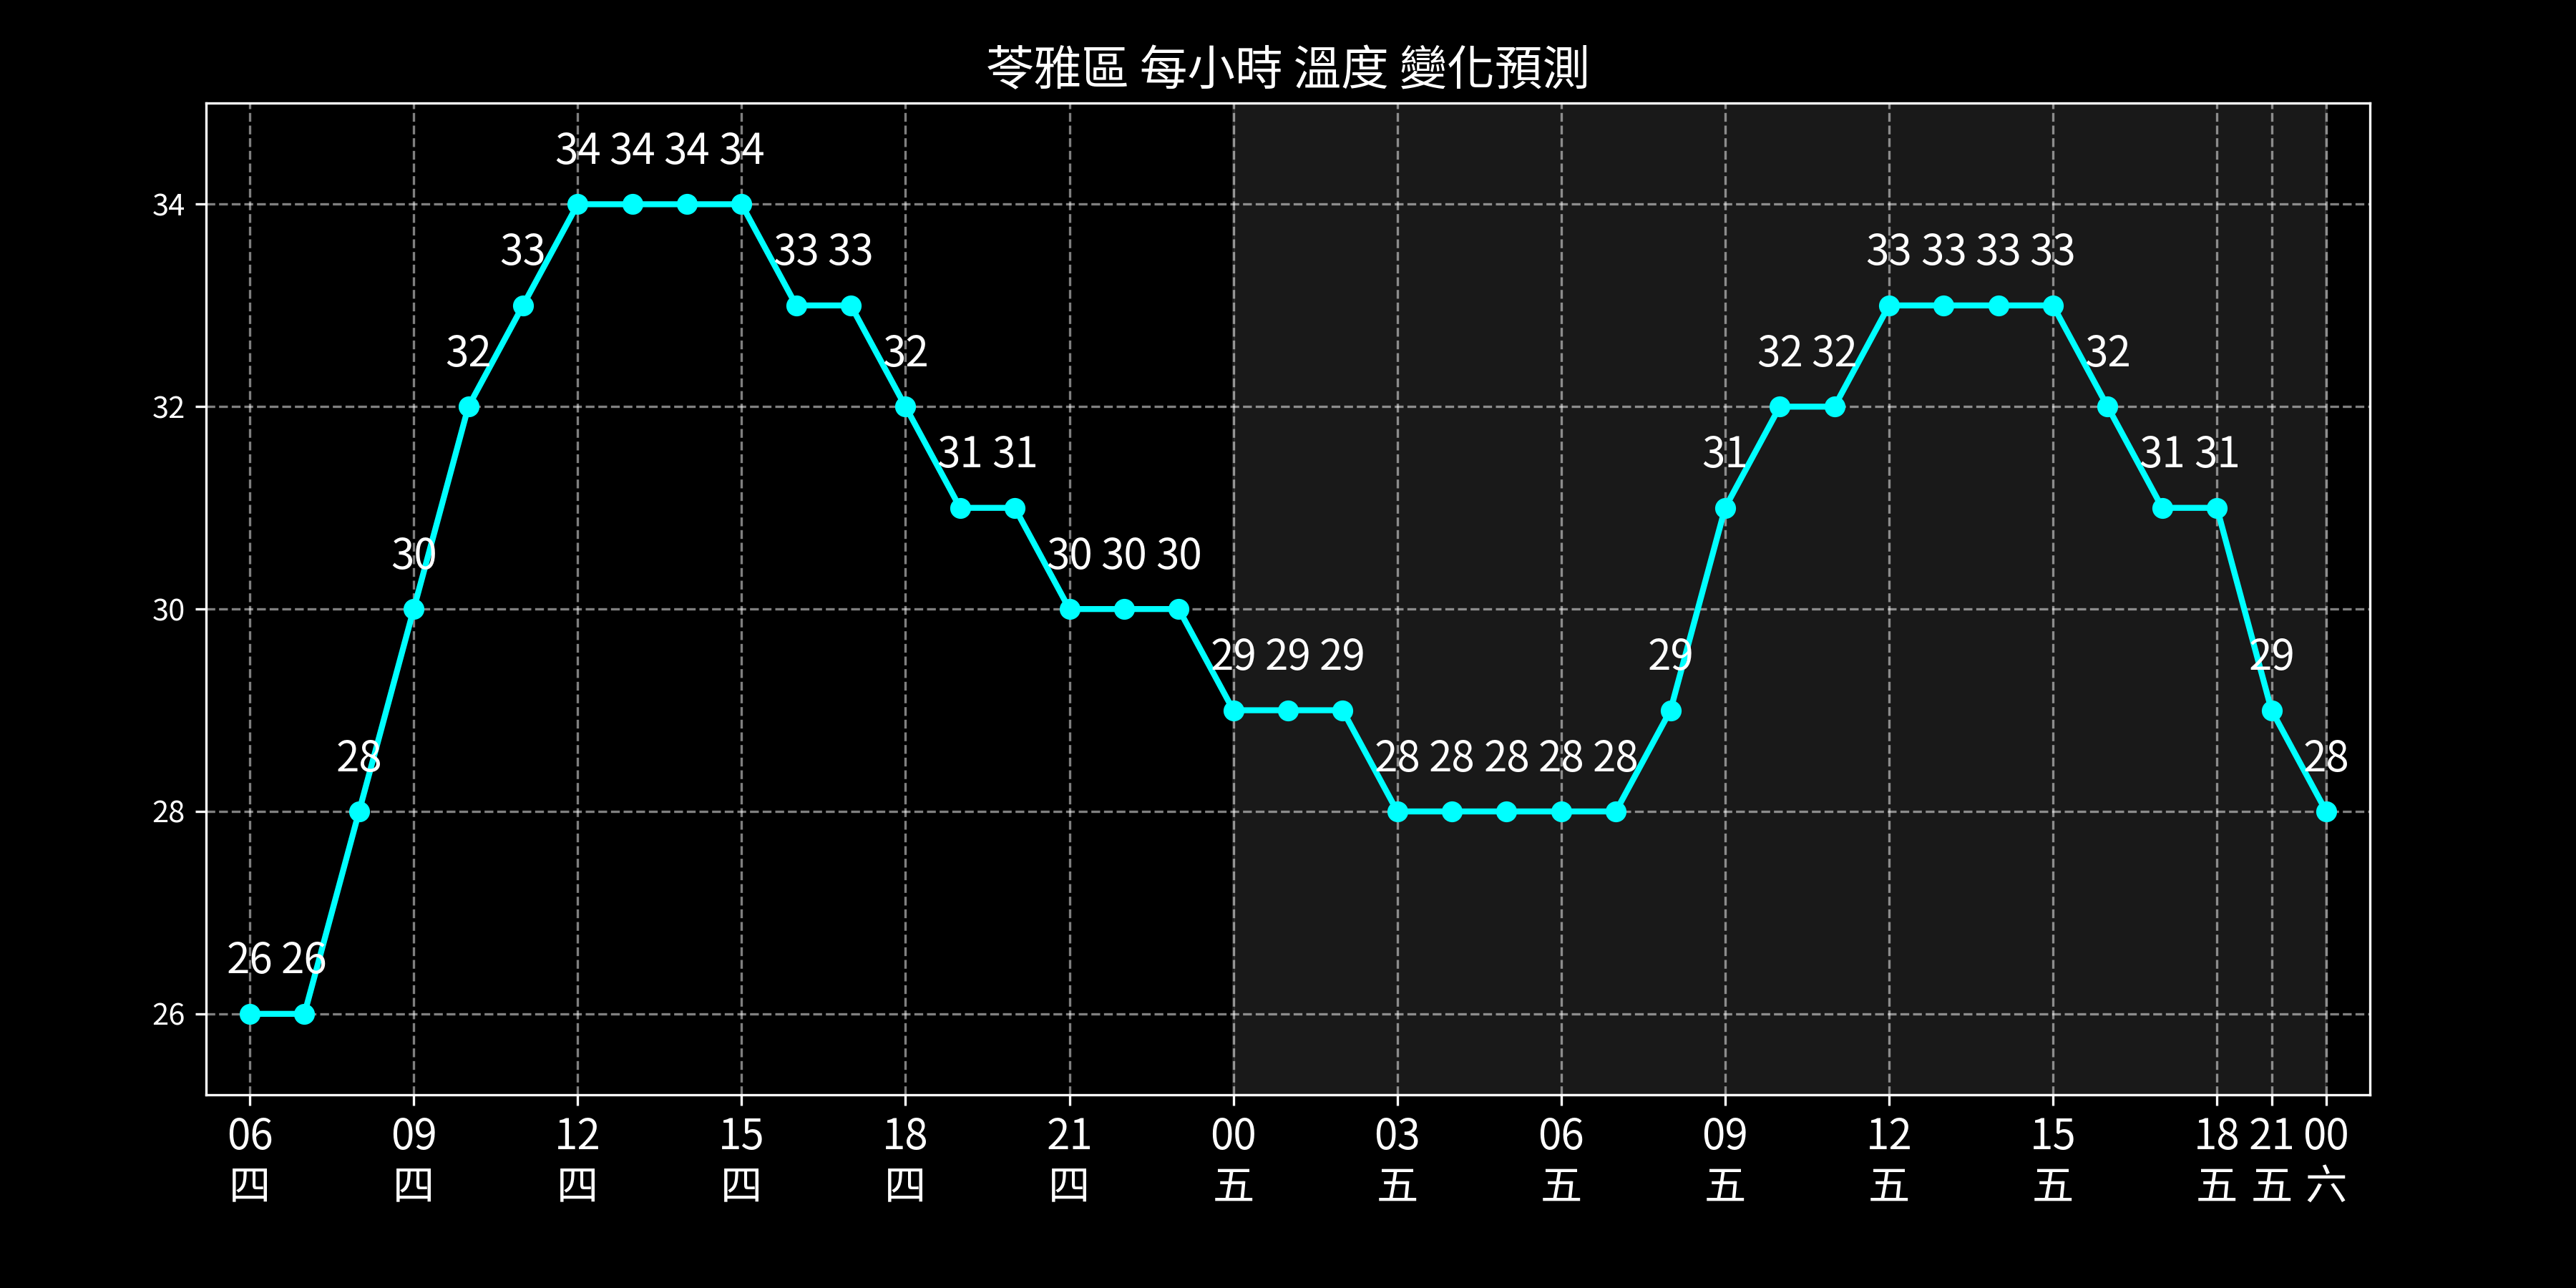 苓雅區 每小時 溫度 變化預測
34 34 34 34
34
33 33 33 33 33 33 33
32 32 32 32 32
32
31 31 31 31 31
30 30 30 30
30
29 29 29 29 29
28 28 28 28 28 28 28
28
26 26
26
06 09 12 15 18 21 00 03 06 09 12 15 18 21 00
四 四 四 四 四 四 五 五 五 五 五 五 五 五 六